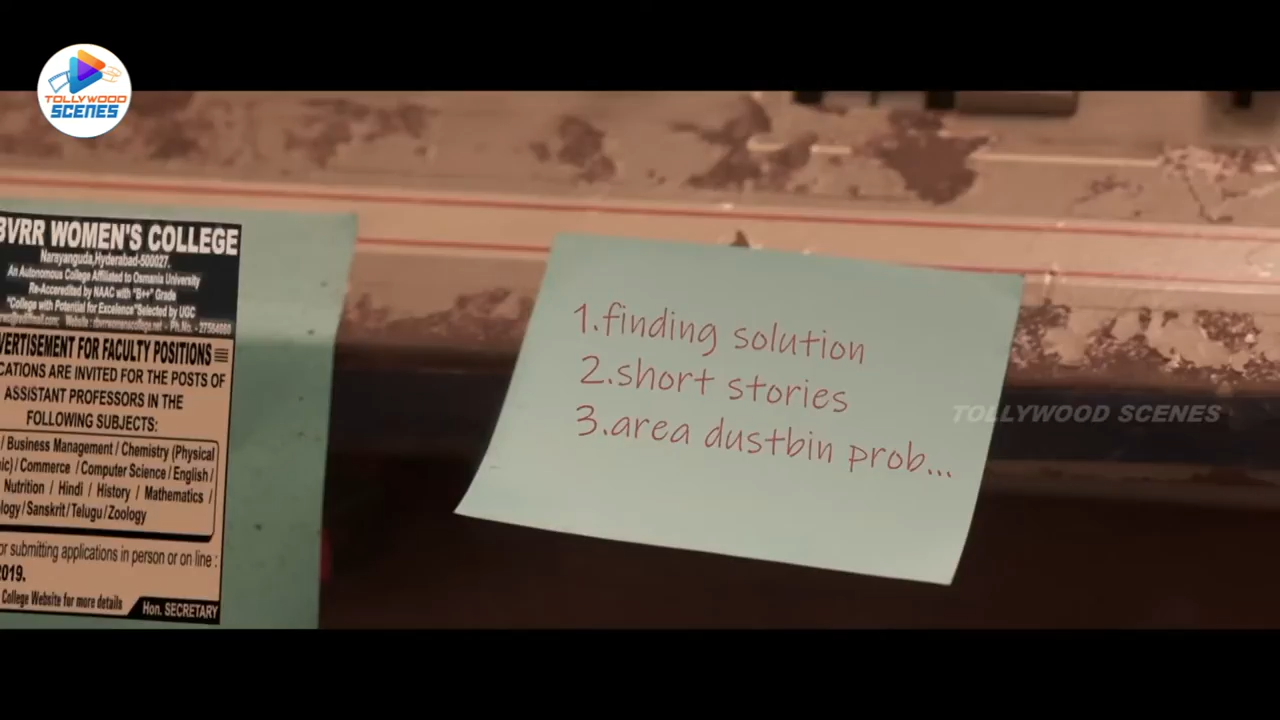 TOLLYWOOD
SCENES
BVRR WOMEN'S COLLEGE
Narayanguda, Hyderabad-500027.
An Autonomous College Affiliated to Osmania University
Re-Accredited by NAAC with "B++" Grade
"College with Potential for Excellence" Selected by UGC
Ph.No. - 27564660
VERTISEMENT FOR FACULTY POSITIONS
CATIONS ARE INVITED FOR THE POSTS OF
ASSISTANT PROFESSORS IN THE
FOLLOWING SUBJECTS:
/ Business Management / Chemistry (Physical
ic) / Commerce / Computer Science / English /
Nutrition / Hindi / History / Mathematics /
logy / Sanskrit / Telugu / Zoology
or submitting applications in person or on line :
2019.
College Website for more details
Hon. SECRETARY
1.finding solution
2.short stories
3.area dustbin prob...
TOLLYWOOD SCENES